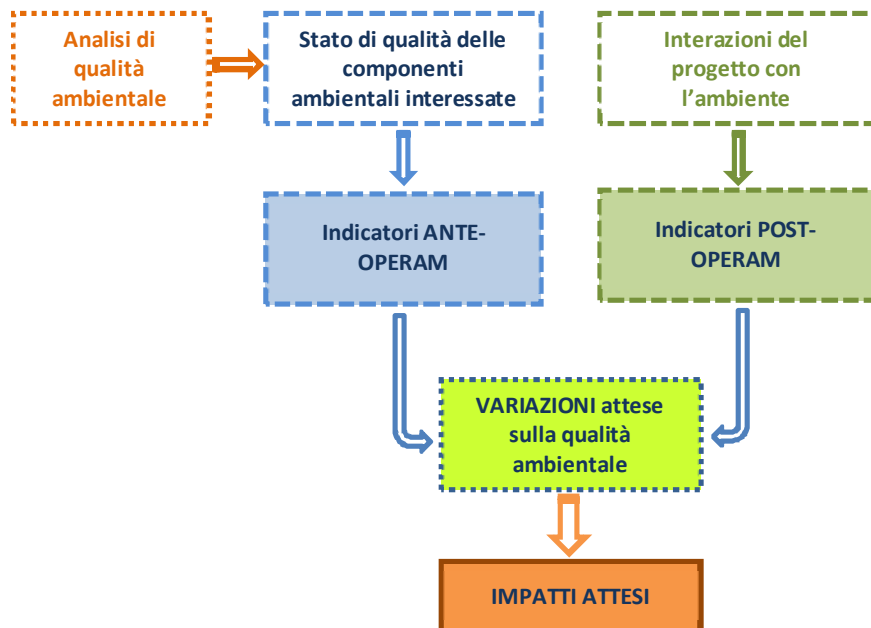 Analisi di
qualità
ambientale
Stato di qualità delle
componenti
ambientali interessate
Interazioni del
progetto con
l’ambiente
Indicatori ANTE-
OPERAM
Indicatori POST-
OPERAM
VARIAZIONI attese
sulla qualità
ambientale
IMPATTI ATTESI